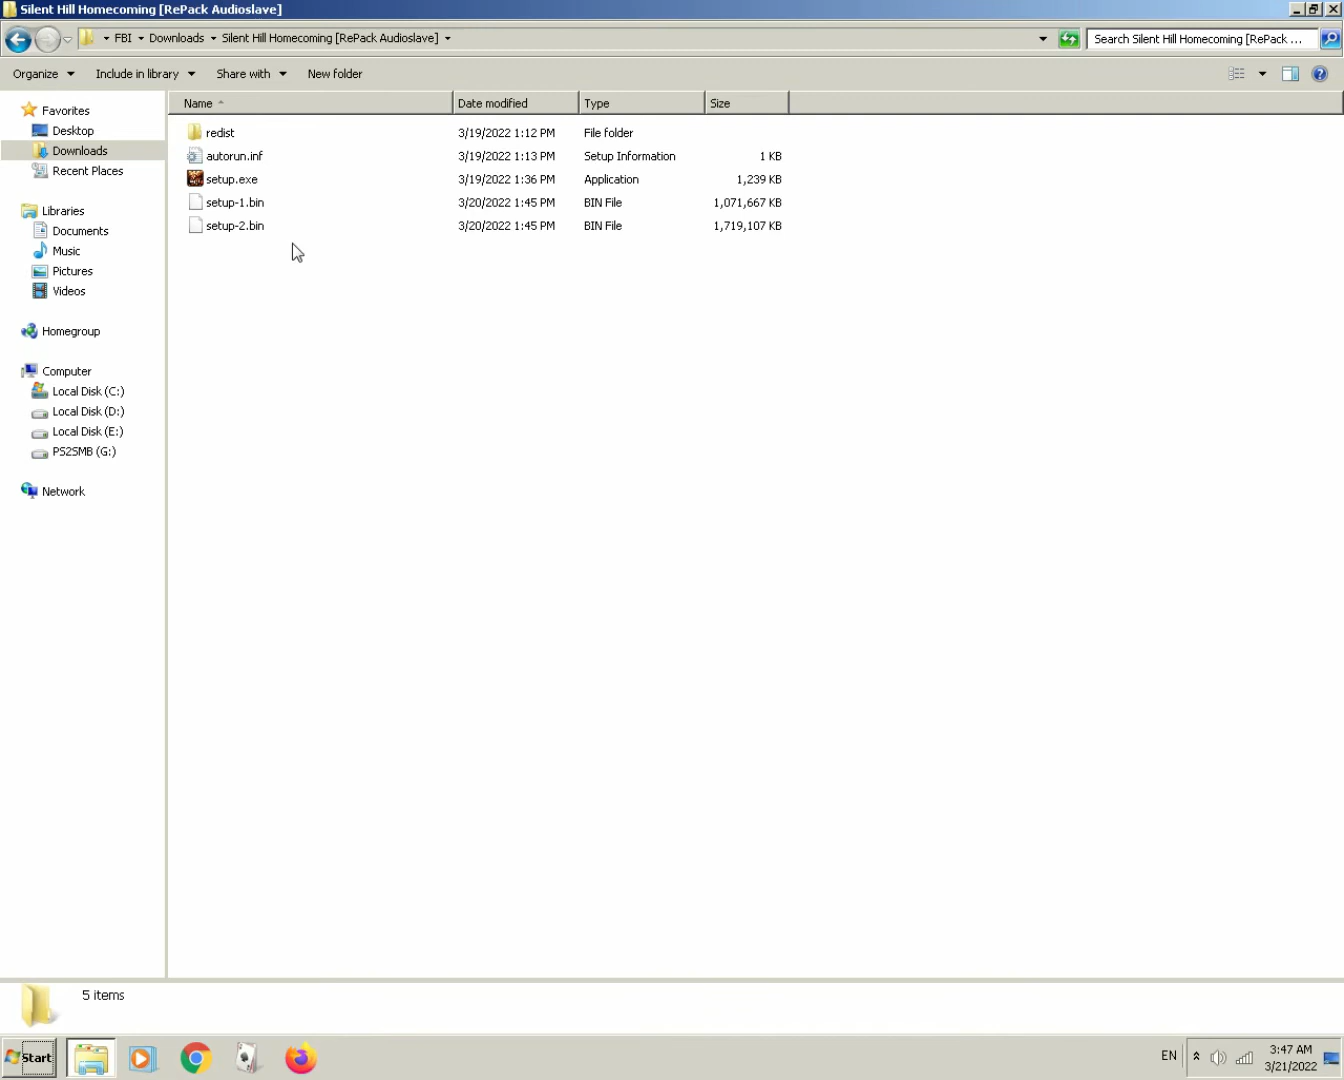 Silent Hill Homecoming [RePack Audioslave]
FBI Downloads Silent Hill Homecoming [RePack Audioslave] Search Silent Hill Homecoming [RePack ...
Organize Include in library Share with New folder
Name Date modified Type Size
Favorites
Desktop
Downloads
Recent Places
Libraries
Documents
Music
Pictures
Videos
Homegroup
Computer
Local Disk (C:)
Local Disk (D:)
Local Disk (E:)
PS2SMB (G:)
Network
redist 3/19/2022 1:12 PM File folder
autorun.inf 3/19/2022 1:13 PM Setup Information 1 KB
setup.exe 3/19/2022 1:36 PM Application 1,239 KB
setup-1.bin 3/20/2022 1:45 PM BIN File 1,071,667 KB
setup-2.bin 3/20/2022 1:45 PM BIN File 1,719,107 KB
5 items
Start EN 3:47 AM
3/21/2022